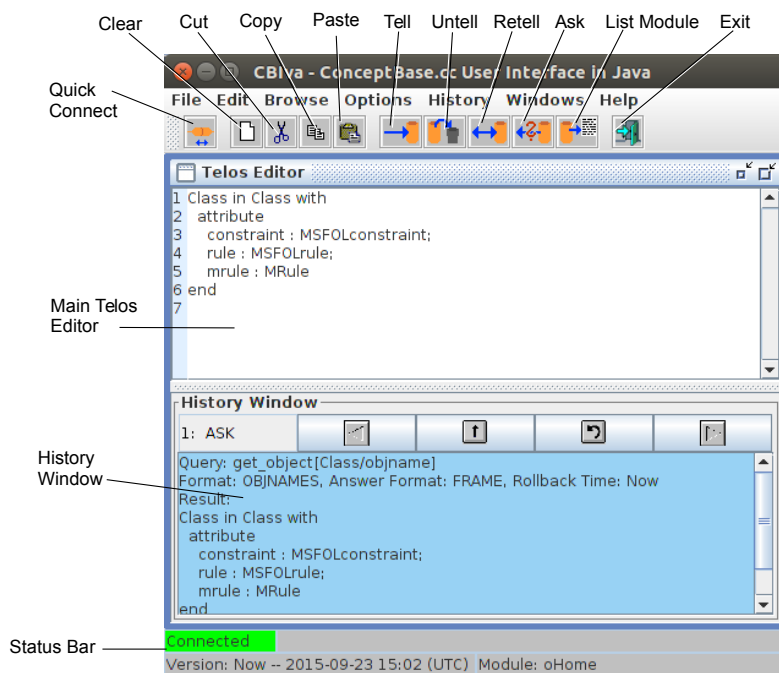 Clear Cut Copy Paste Tell Untell Retell Ask List Module Exit
Quick
Connect
CBIva - ConceptBase.cc User Interface in Java
File Edit Browse Options History Windows Help
Telos Editor
1 Class in Class with
2 attribute
3 constraint : MSFOLconstraint;
4 rule : MSFOLrule;
5 mrule : MRule
6 end
7
Main Telos
Editor
History Window
1: ASK
History
Window
Query: get_object[Class/objname]
Format: OBJNAMES, Answer Format: FRAME, Rollback Time: Now
Result:
Class in Class with
attribute
constraint : MSFOLconstraint;
rule : MSFOLrule;
mrule : MRule
end
Status Bar
Connected
Version: Now -- 2015-09-23 15:02 (UTC) Module: oHome